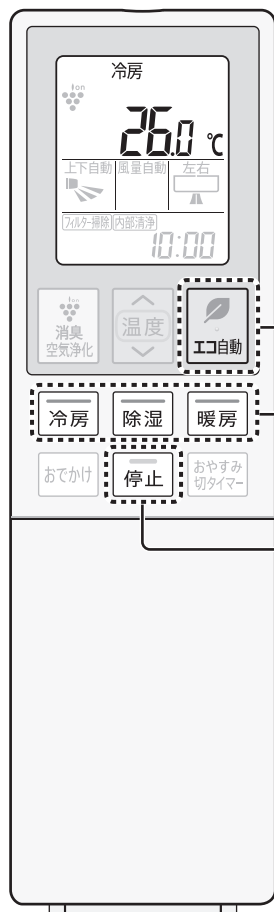 冷房
Ion
26.0 ℃
上下自動 風量自動 左右
フィルター掃除 内部清浄
10:00
Ion
消臭
空気浄化
温度
エコ自動
冷房 除湿 暖房
おでかけ 停止 おやすみ
切タイマー